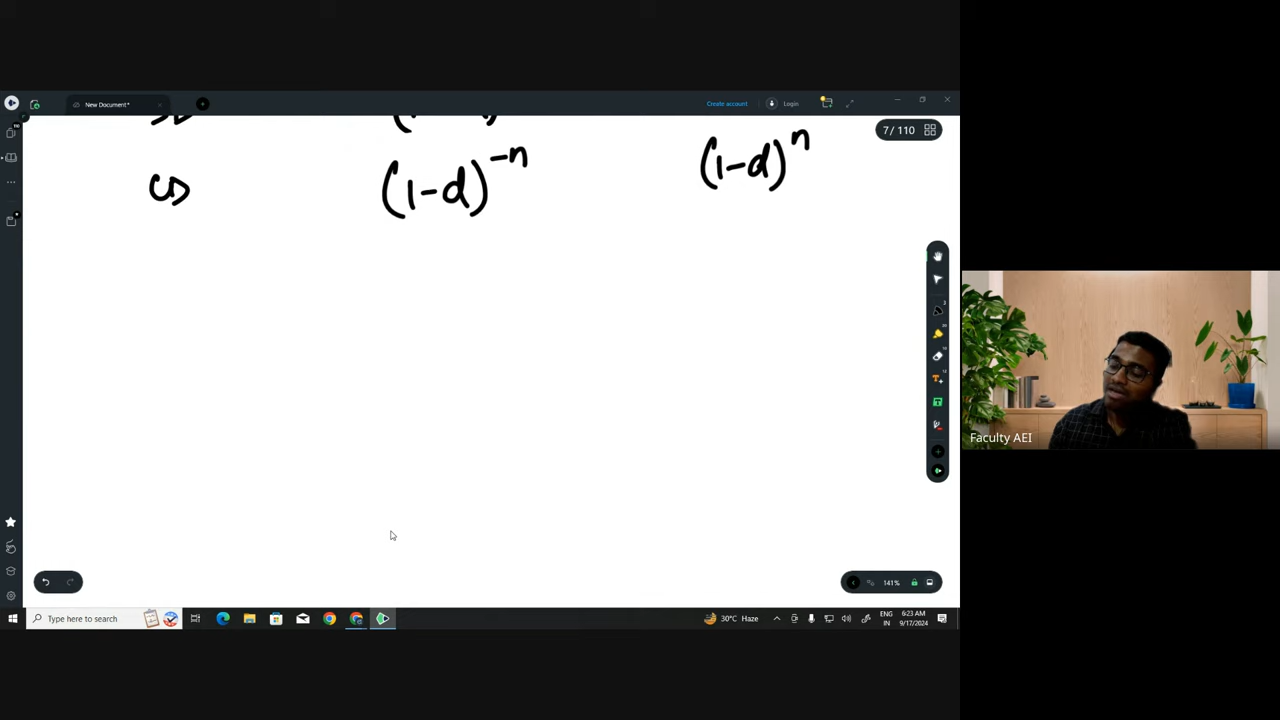 New Document*
Create account
Login
7 / 110
CD (1-d)^{-n} (1-d)^{n}
141%
Faculty AEI
Type here to search
30°C Haze
ENG
IN
6:23 AM
9/17/2024